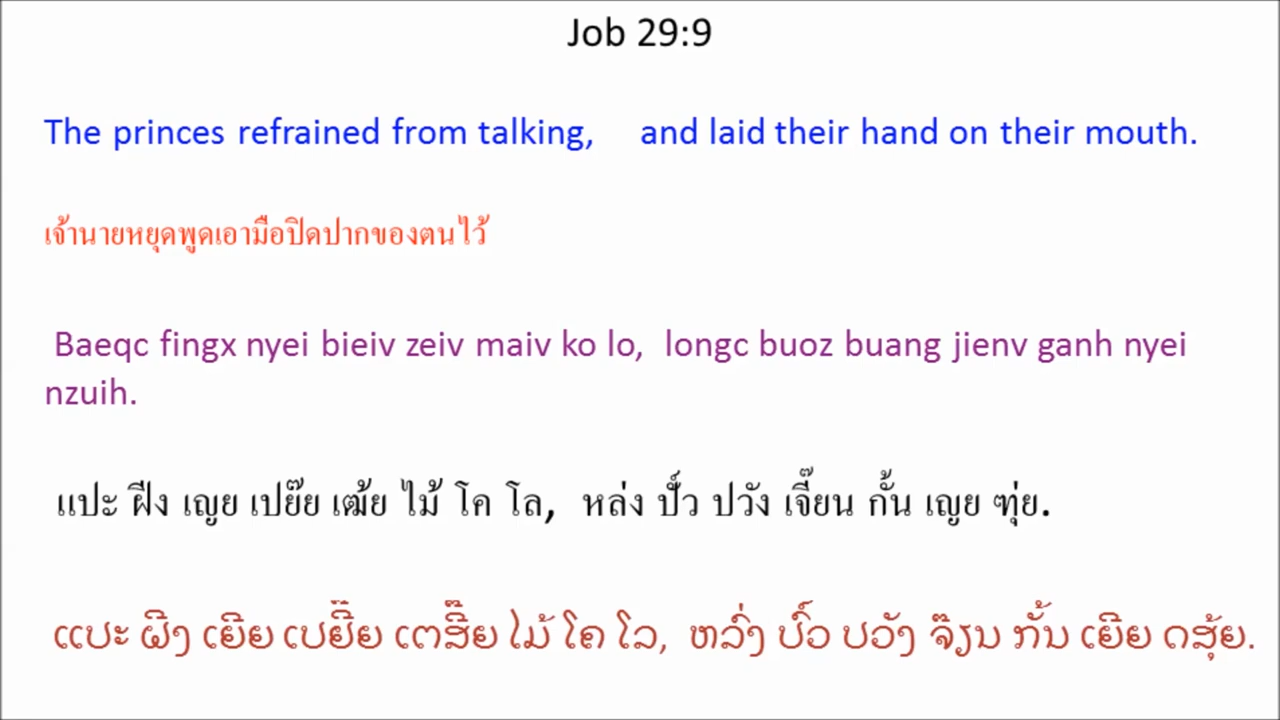 Job 29:9
The princes refrained from talking, and laid their hand on their mouth.
เจ้านายหยุดพูดเอามือปิดปากของตนไว้
Baeqc fingx nyei bieiv zeiv maiv ko lo, longc buoz buang jienv ganh nyei
nzuih.
แปะ ฝีง เญย เปย๊ย เฒ้ย ไม้ โค โล, หล่ง ปั์ว ปวัง เจี๊ยน กั้น เญย ฑุ่ย.
ແປະ ຝີງ ເຍີຍ ເປຢີ໊ຍ ເຕສີ໊ຍ ໄມ້ ໂຄ ໂລ, ຫລົ່ງ ປົ໌ວ ປວັງ ຈ໊ຽນ ກັ້ນ ເຍີຍ ດສຸ້ຍ.